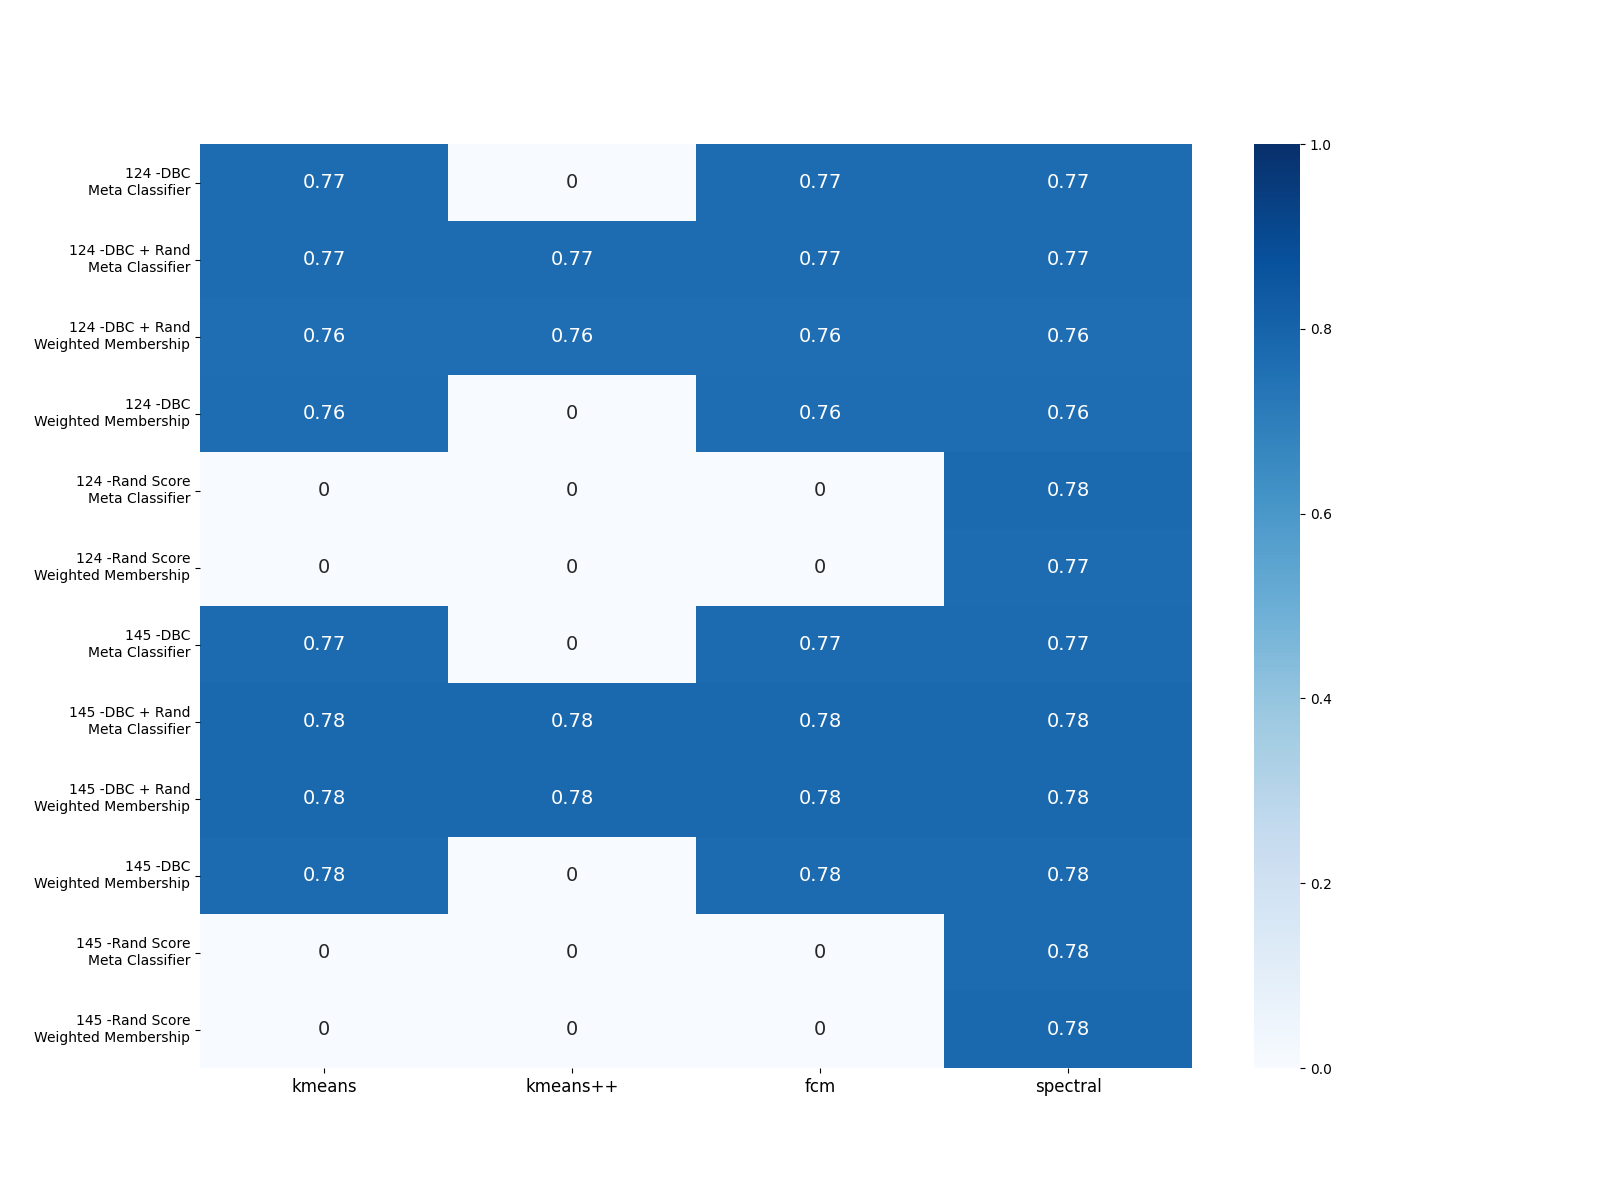 124 -DBC
Meta Classifier
0.77 0 0.77 0.77
124 -DBC + Rand
Meta Classifier
0.77 0.77 0.77 0.77
124 -DBC + Rand
Weighted Membership
0.76 0.76 0.76 0.76
124 -DBC
Weighted Membership
0.76 0 0.76 0.76
124 -Rand Score
Meta Classifier
0 0 0 0.78
124 -Rand Score
Weighted Membership
0 0 0 0.77
145 -DBC
Meta Classifier
0.77 0 0.77 0.77
145 -DBC + Rand
Meta Classifier
0.78 0.78 0.78 0.78
145 -DBC + Rand
Weighted Membership
0.78 0.78 0.78 0.78
145 -DBC
Weighted Membership
0.78 0 0.78 0.78
145 -Rand Score
Meta Classifier
0 0 0 0.78
145 -Rand Score
Weighted Membership
0 0 0 0.78
kmeans kmeans++ fcm spectral
1.0
0.8
0.6
0.4
0.2
0.0